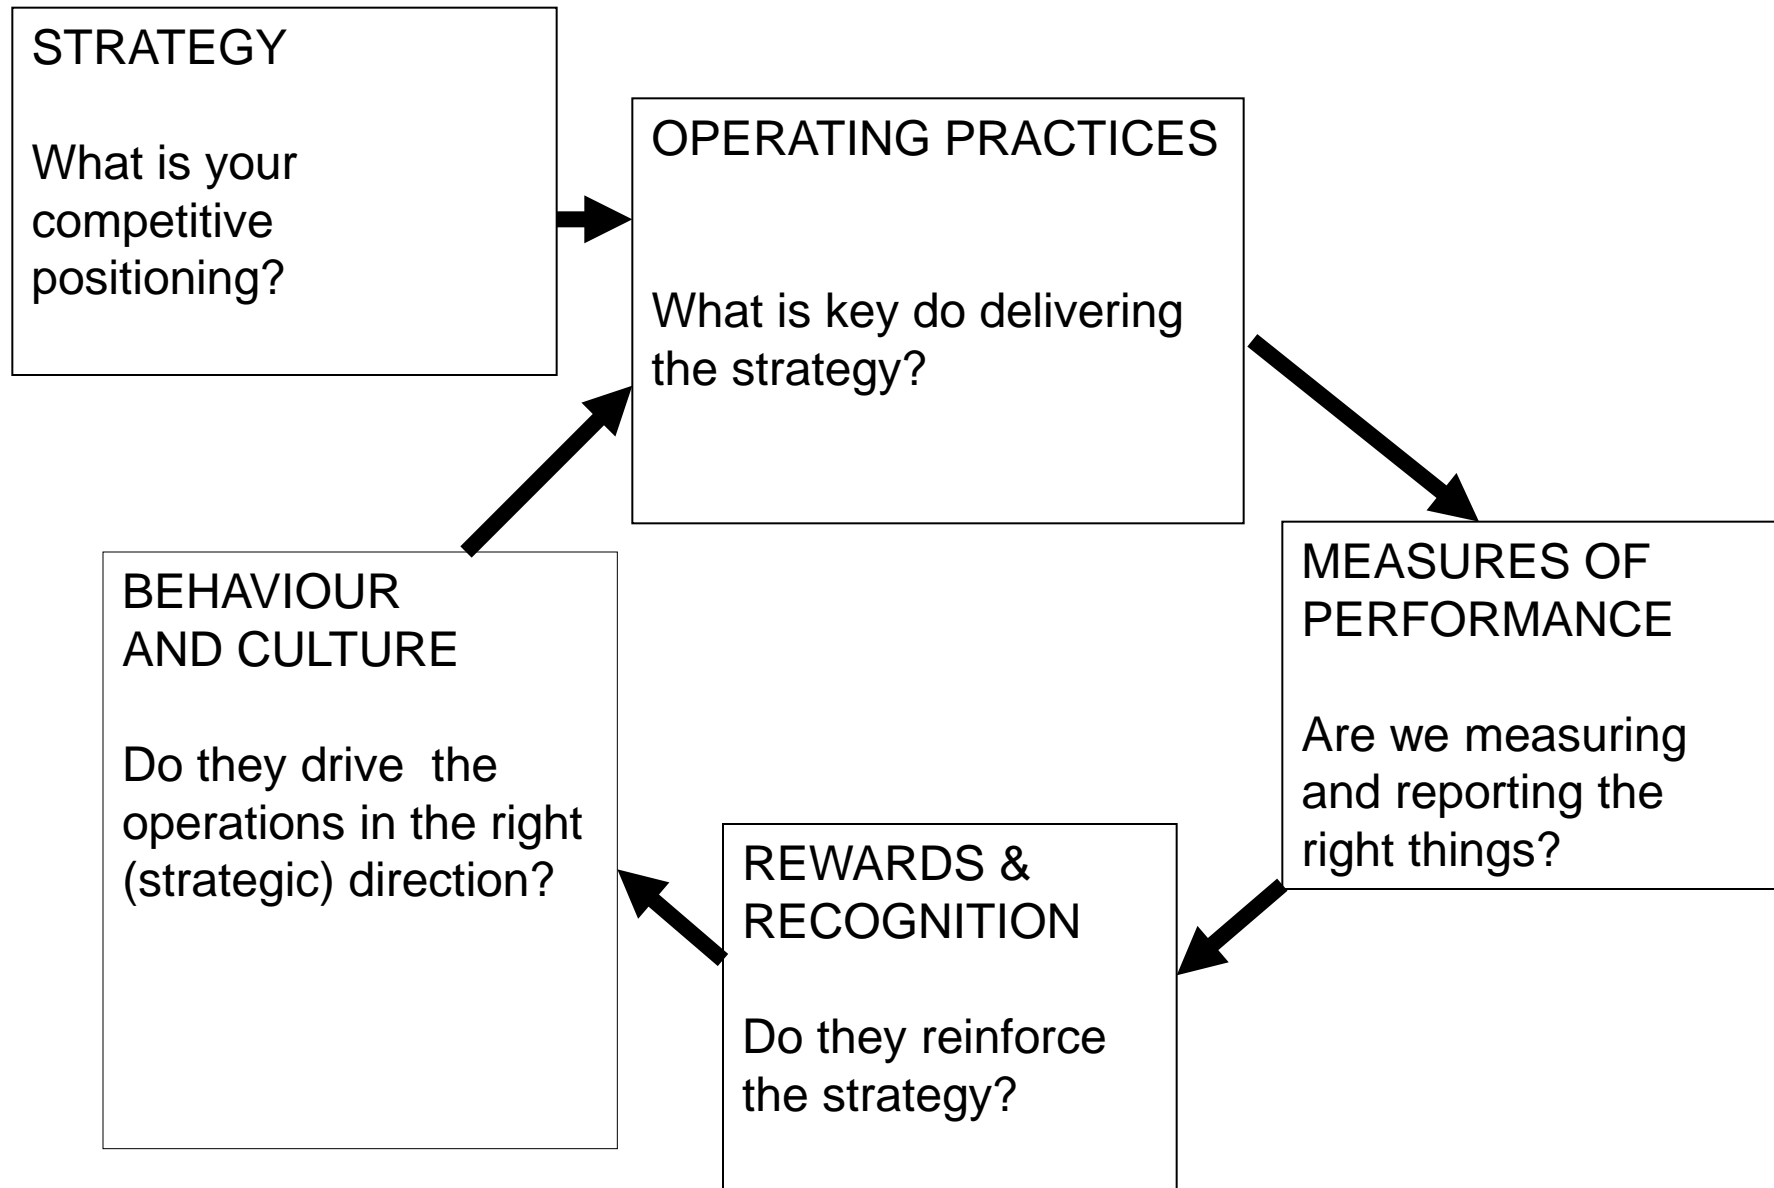 STRATEGY
What is your
competitive
positioning?
OPERATING PRACTICES
What is key do delivering
the strategy?
MEASURES OF
PERFORMANCE
Are we measuring
and reporting the
right things?
REWARDS &
RECOGNITION
Do they reinforce
the strategy?
BEHAVIOUR
AND CULTURE
Do they drive  the
operations in the right
(strategic) direction?